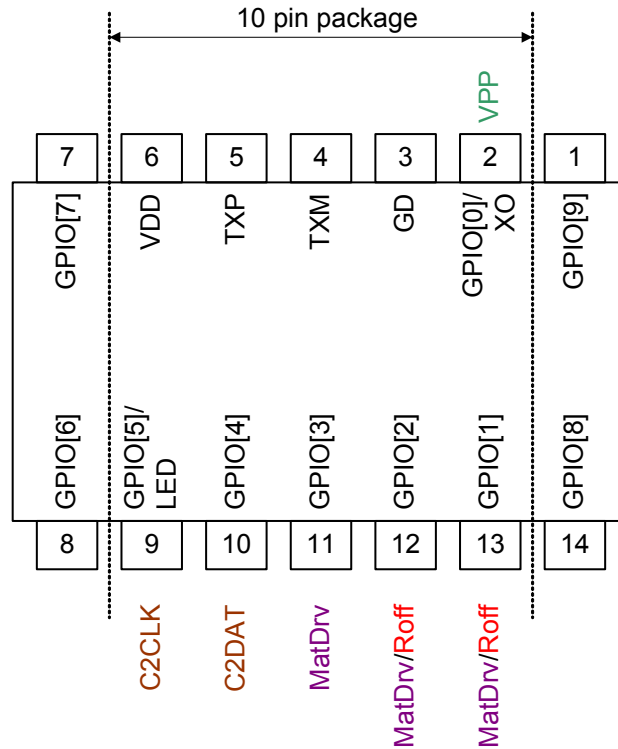 10 pin package
VPP
7
6
5
4
3
2
1
GPIO[7]
VDD
TXP
TXM
GD
GPIO[0]/
XO
GPIO[9]
GPIO[6]
GPIO[5]/
LED
GPIO[4]
GPIO[3]
GPIO[2]
GPIO[1]
GPIO[8]
8
9
10
11
12
13
14
C2CLK
C2DAT
MatDrv
MatDrv/Roff
MatDrv/Roff